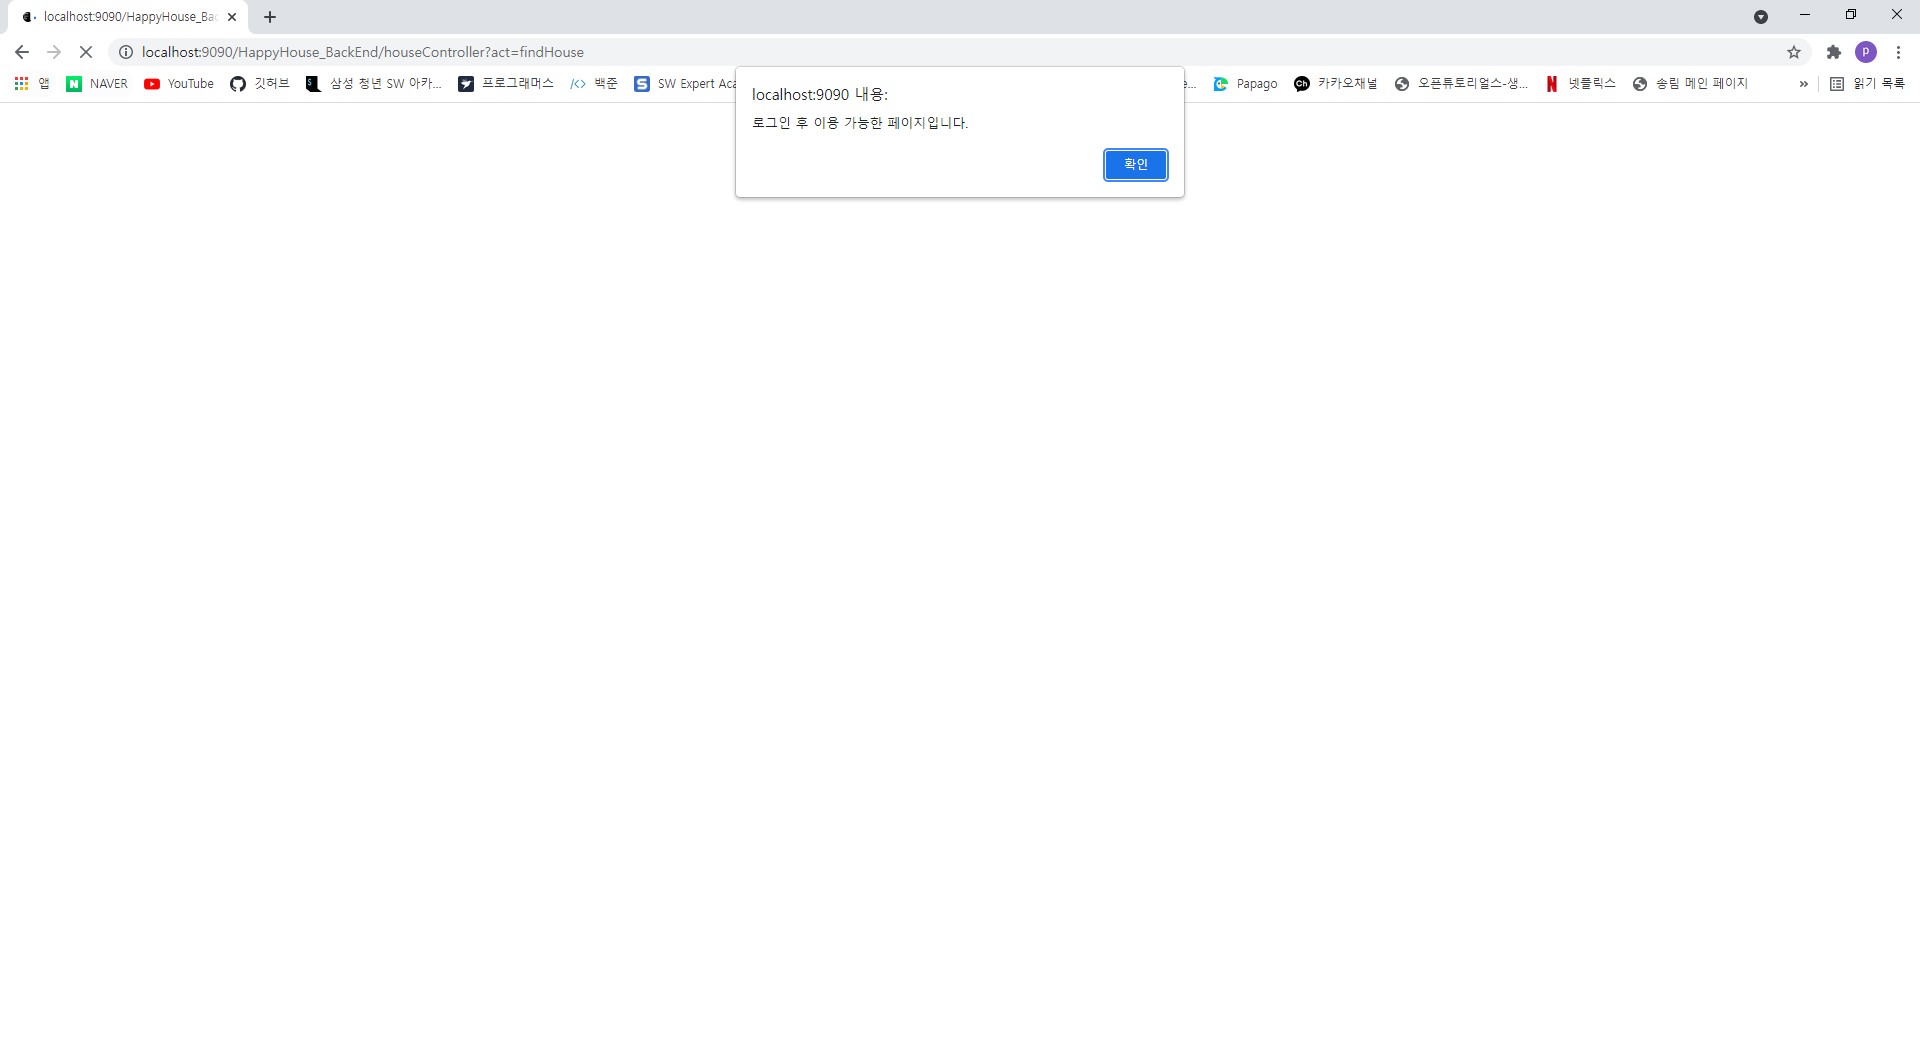 localhost:9090/HappyHouse_Bac
localhost:9090/HappyHouse_BackEnd/houseController?act=findHouse
P
앱 NAVER YouTube 깃허브 삼성 청년 SW 아카... 프로그래머스 백준 SW Expert Aca e... Papago 카카오채널 오픈튜토리얼스-생... 넷플릭스 송림 메인 페이지 » 읽기 목록
localhost:9090 내용:
로그인 후 이용 가능한 페이지입니다.
확인